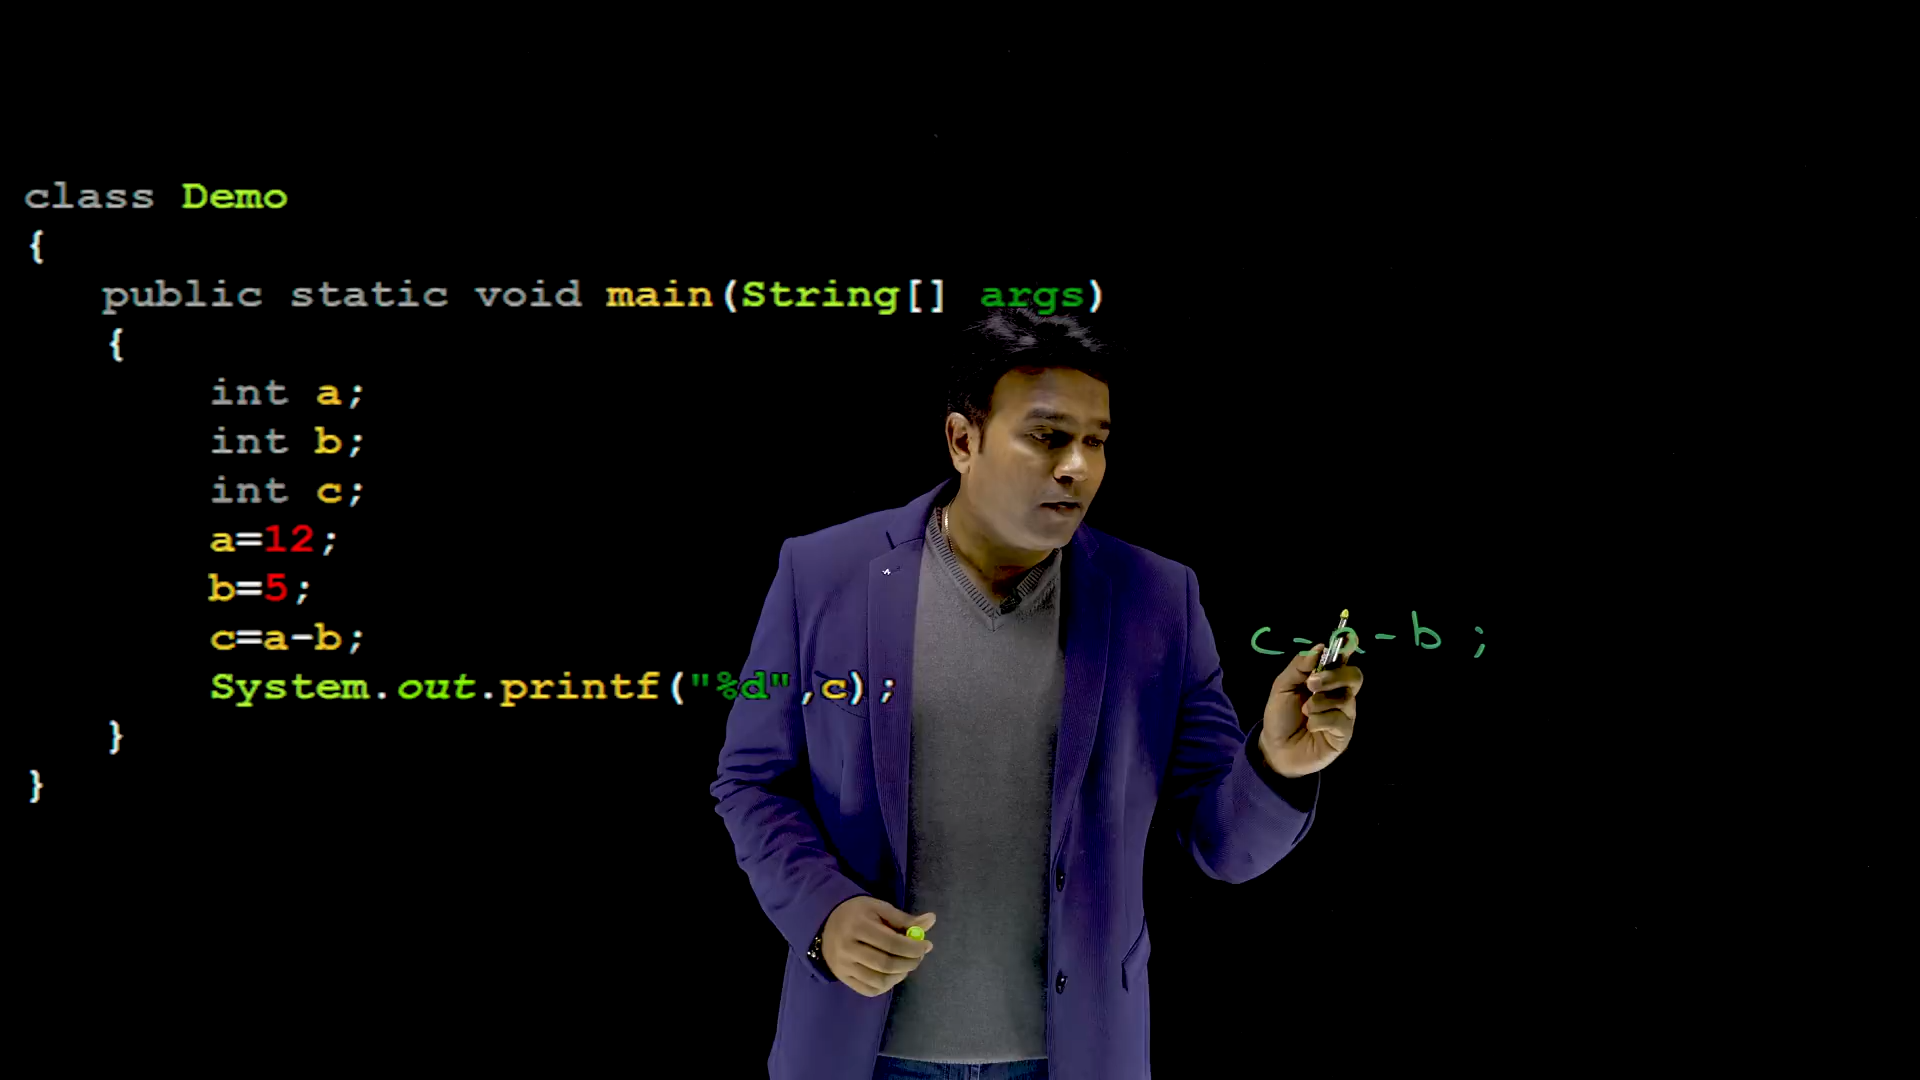 class Demo
{
public static void main(String[] args)
{
int a;
int b;
int c;
a=12;
b=5;
c=a-b;
System.out.printf("%d",c);
}
}
c=a-b ;